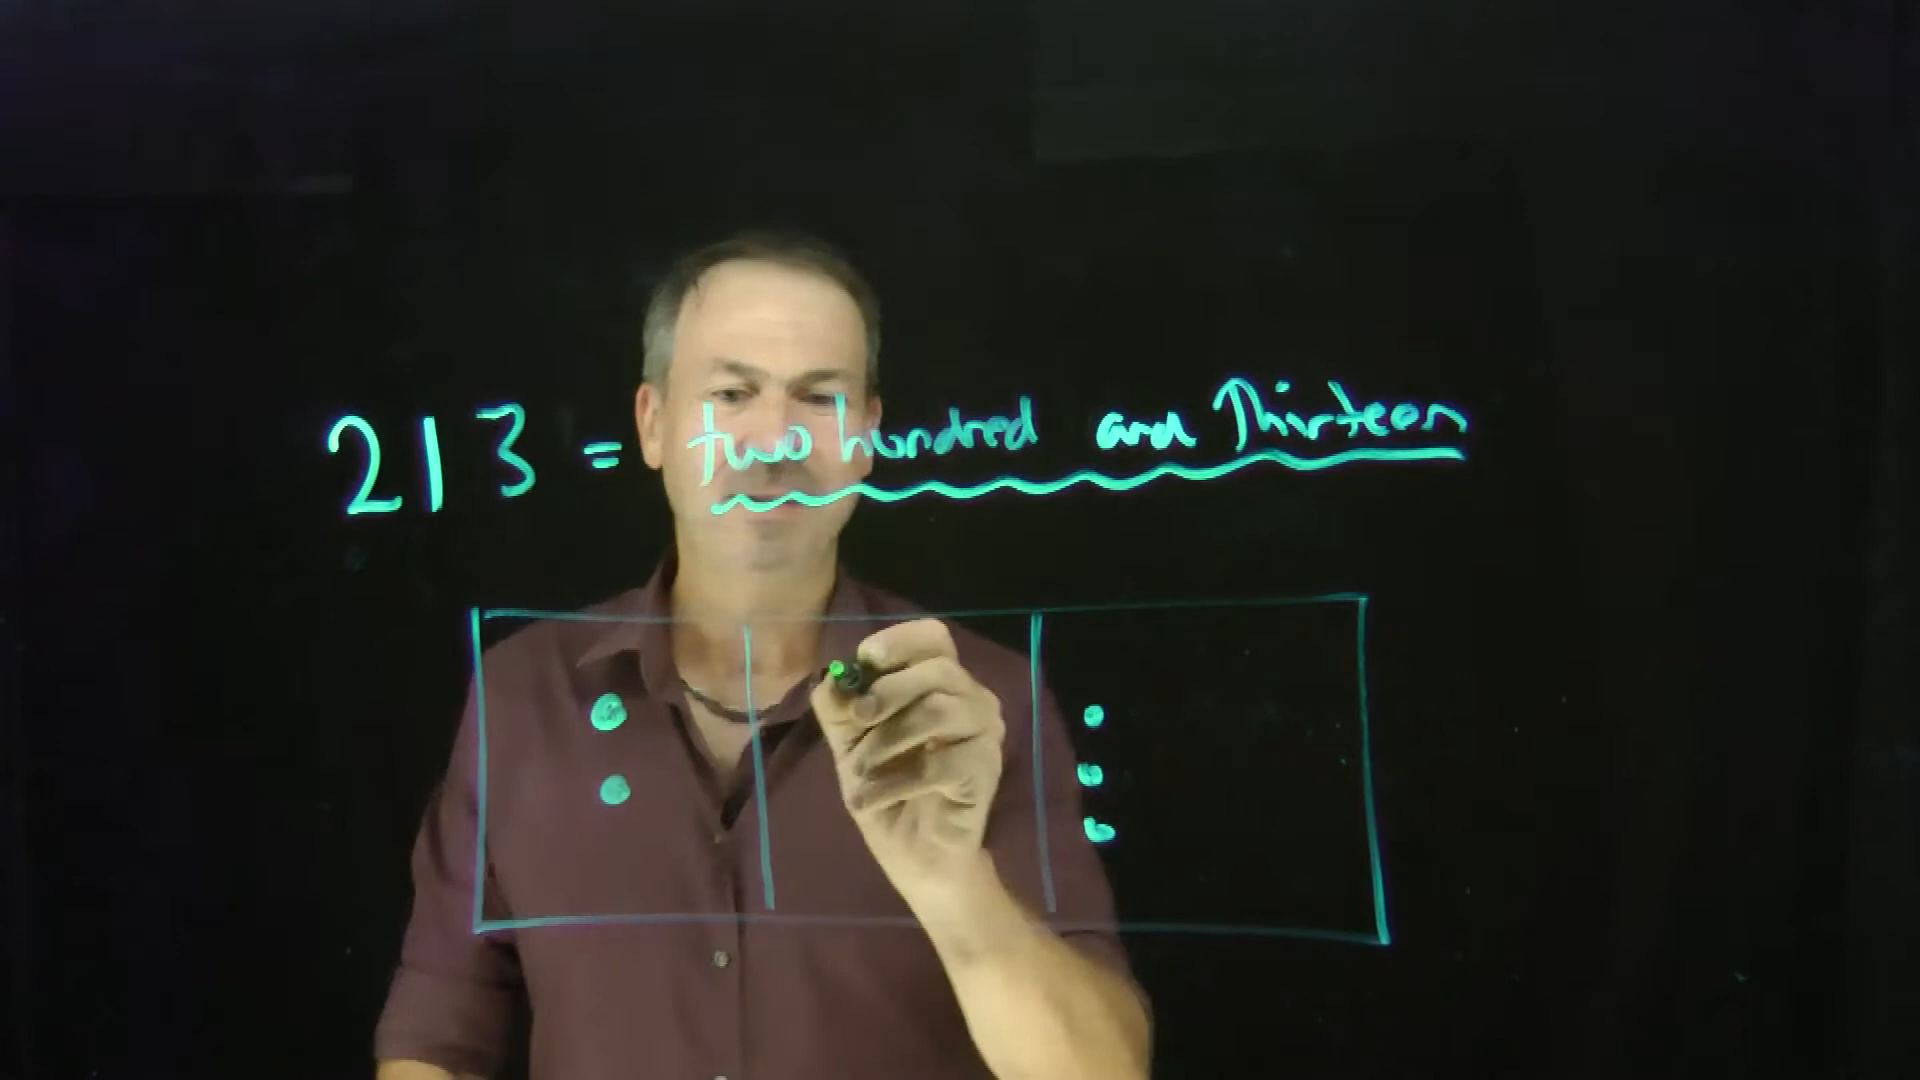 213 = two hundred and Thirteen